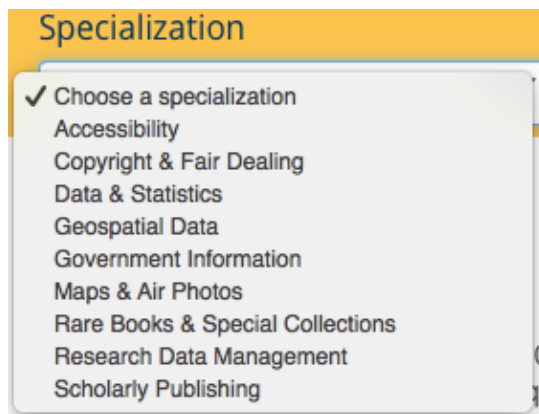 Specialization
✓ Choose a specialization
Accessibility
Copyright & Fair Dealing
Data & Statistics
Geospatial Data
Government Information
Maps & Air Photos
Rare Books & Special Collections
Research Data Management
Scholarly Publishing